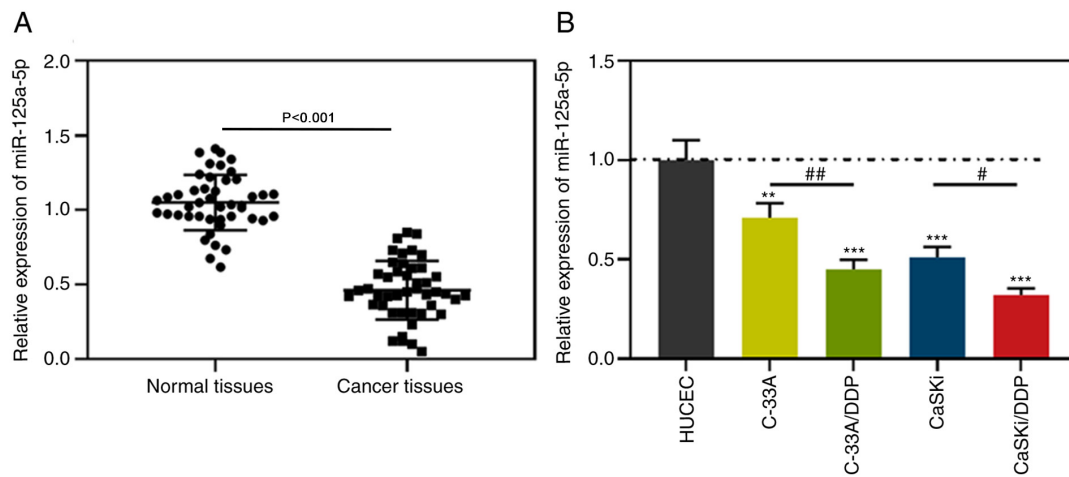 A
Relative expression of miR-125a-5p
2.0
1.5
1.0
0.5
0.0
P<0.001
Normal tissues
Cancer tissues
B
Relative expression of miR-125a-5p
1.5
1.0
0.5
0.0
##
#
**
***
***
***
HUCEC
C-33A
C-33A/DDP
CaSKi
CaSKi/DDP